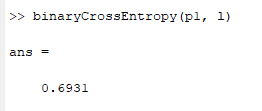 >> binaryCrossEntropy(p1, 1)
ans =
0.6931